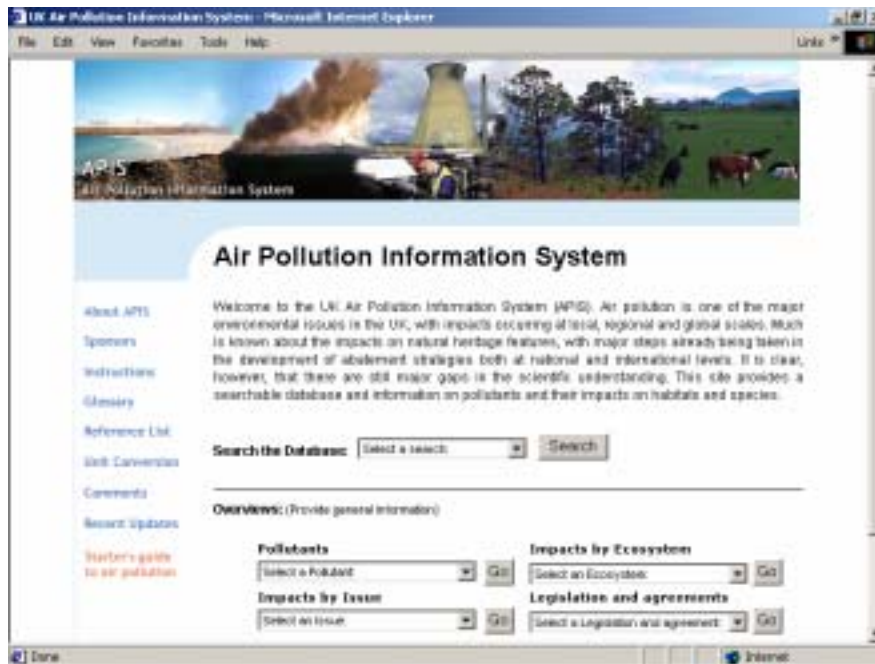 UK Air Pollution Information System - Microsoft Internet Explorer
File Edit View Favorites Tools Help
Links »
APIS
Air Pollution Information System
Air Pollution Information System
Welcome to the UK Air Pollution Information System (APIS). Air pollution is one of the major
environmental issues in the UK, with impacts occurring at local, regional and global scales. Much
is known about the impacts on natural heritage features, with major steps already being taken in
the development of abatement strategies both at national and international levels. It is clear,
however, that there are still major gaps in the scientific understanding. This site provides a
searchable database and information on pollutants and their impacts on habitats and species.
About APIS
Sponsors
Instructions
Glossary
Reference List
Unit Conversion
Comments
Recent Updates
Starter's guide
to air pollution
Search the Database: Select a search Search
Overviews: (Provide general information)
Pollutants Impacts by Ecosystem
Select a Pollutant Go Select an Ecosystem Go
Impacts by Issue Legislation and agreements
Select an Issue Go Select a Legislation and agreement Go
Done Internet